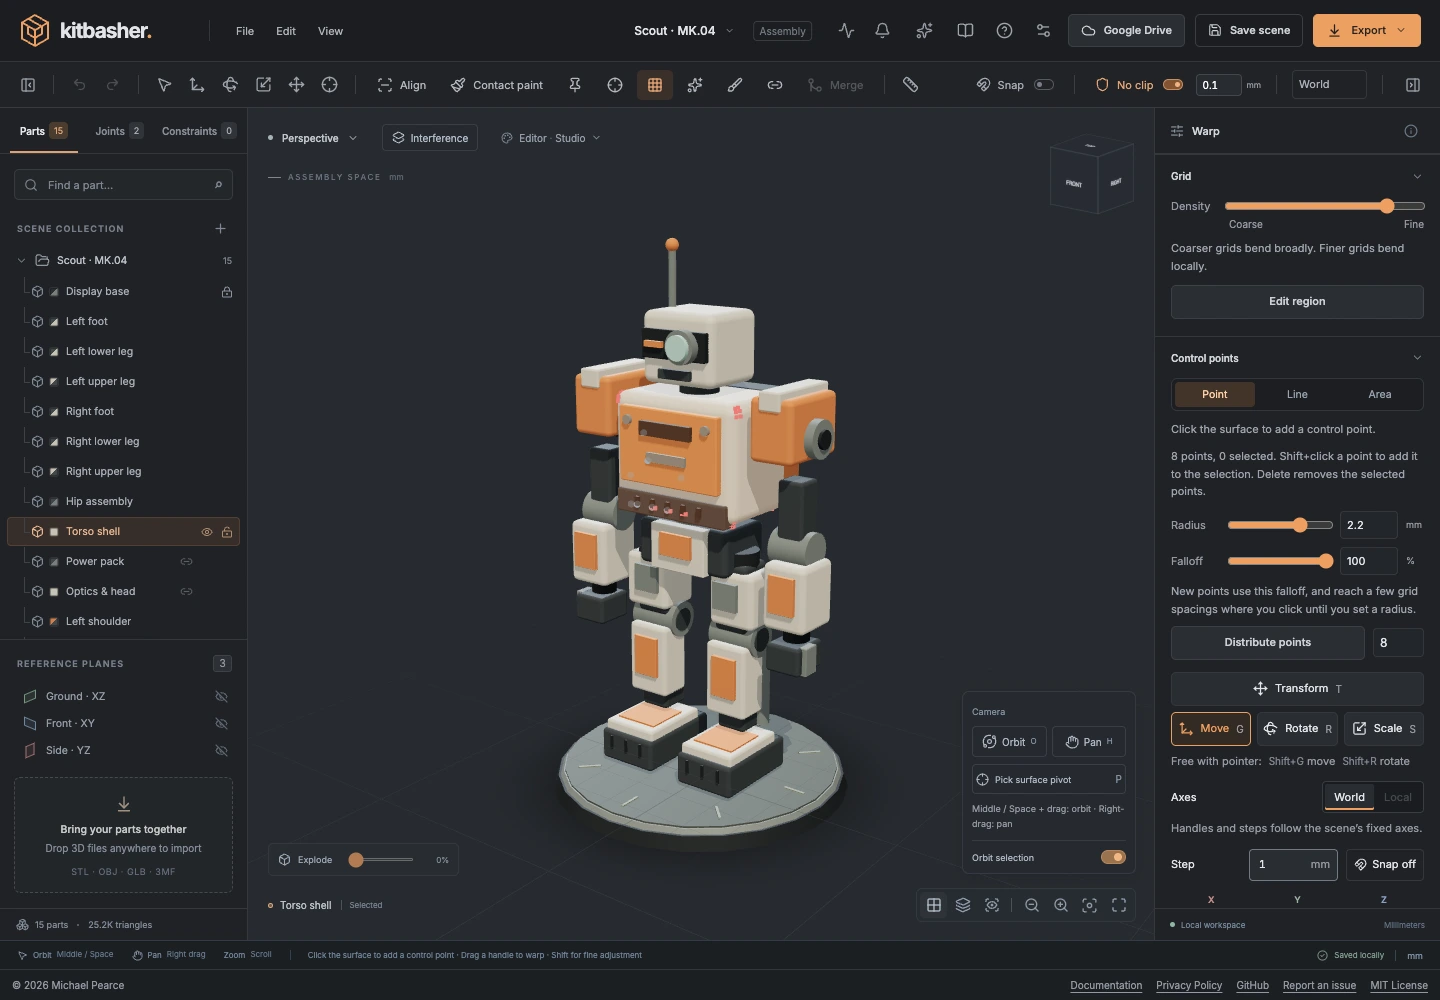 kitbasher.
File Edit View
Scout · MK.04
Assembly
Google Drive
Save scene
Export
Align
Contact paint
Merge
Snap
No clip
0.1 mm
World
Parts 15
Joints 2
Constraints 0
Find a part...
SCENE COLLECTION
Scout · MK.04 15
Display base
Left foot
Left lower leg
Left upper leg
Right foot
Right lower leg
Right upper leg
Hip assembly
Torso shell
Power pack
Optics & head
Left shoulder
REFERENCE PLANES 3
Ground · XZ
Front · XY
Side · YZ
Bring your parts together
Drop 3D files anywhere to import
STL · OBJ · GLB · 3MF
15 parts · 25.2K triangles
Perspective
Interference
Editor · Studio
ASSEMBLY SPACE mm
FRONT
RIGHT
Camera
Orbit O
Pan H
Pick surface pivot P
Middle / Space + drag: orbit · Right-
drag: pan
Orbit selection
Explode 0%
Torso shell Selected
Warp
Grid
Density
Coarse Fine
Coarser grids bend broadly. Finer grids bend
locally.
Edit region
Control points
Point Line Area
Click the surface to add a control point.
8 points, 0 selected. Shift+click a point to add it
to the selection. Delete removes the selected
points.
Radius 2.2 mm
Falloff 100 %
New points use this falloff, and reach a few grid
spacings where you click until you set a radius.
Distribute points 8
Transform T
Move G
Rotate R
Scale S
Free with pointer: Shift+G move Shift+R rotate
Axes World Local
Handles and steps follow the scene's fixed axes.
Step 1 mm Snap off
X Y Z
Local workspace Millimeters
Orbit Middle / Space
Pan Right drag
Zoom Scroll
Click the surface to add a control point · Drag a handle to warp · Shift for fine adjustment
Saved locally
mm
© 2026 Michael Pearce
Documentation Privacy Policy GitHub Report an issue MIT License